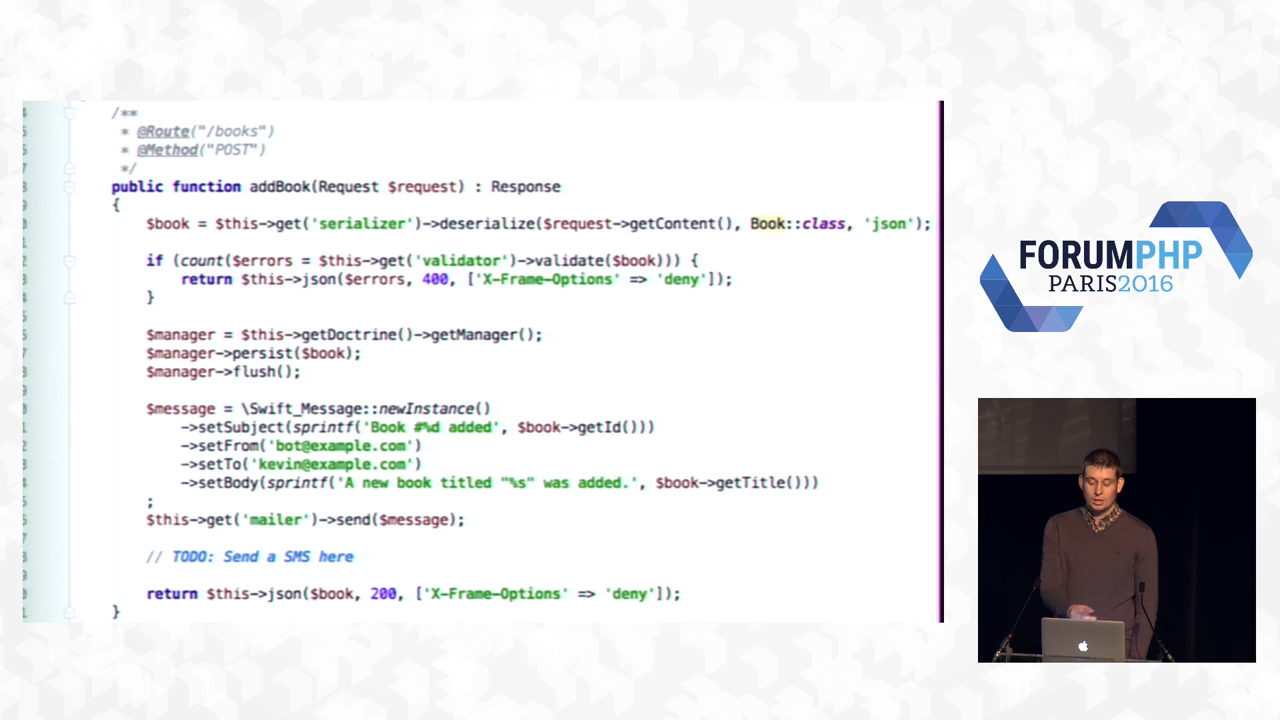 /**
* @Route("/books")
* @Method("POST")
*/
public function addBook(Request $request) : Response
{
$book = $this->get('serializer')->deserialize($request->getContent(), Book::class, 'json');
if (count($errors = $this->get('validator')->validate($book))) {
return $this->json($errors, 400, ['X-Frame-Options' => 'deny']);
}
$manager = $this->getDoctrine()->getManager();
$manager->persist($book);
$manager->flush();
$message = \Swift_Message::newInstance()
->setSubject(sprintf('Book #%d added', $book->getId()))
->setFrom('bot@example.com')
->setTo('kevin@example.com')
->setBody(sprintf('A new book titled "%s" was added.', $book->getTitle()))
;
$this->get('mailer')->send($message);
// TODO: Send a SMS here
return $this->json($book, 200, ['X-Frame-Options' => 'deny']);
}
FORUMPHP
PARIS2016